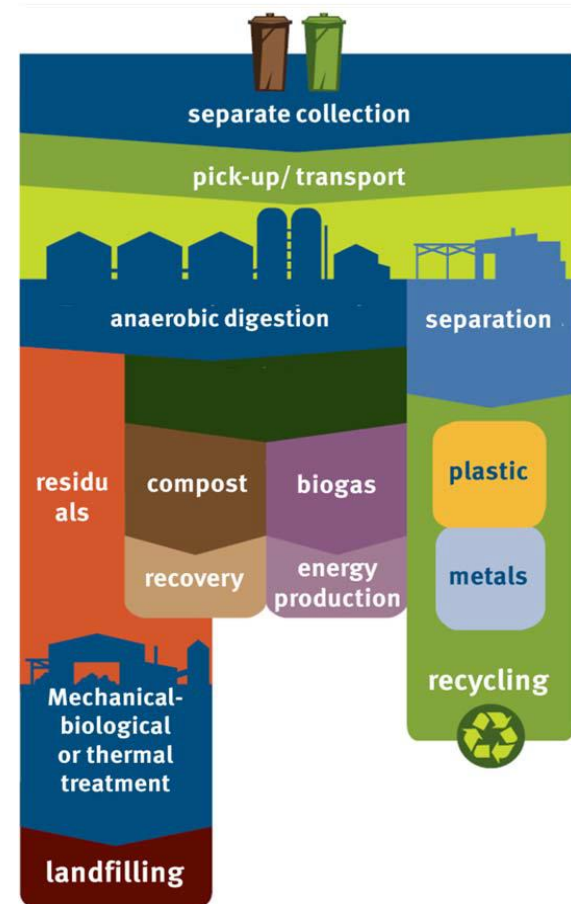 separate collection
pick-up/ transport
anaerobic digestion
separation
residu
als
compost
biogas
plastic
recovery
energy
production
metals
recycling
Mechanical-
biological
or thermal
treatment
landfilling